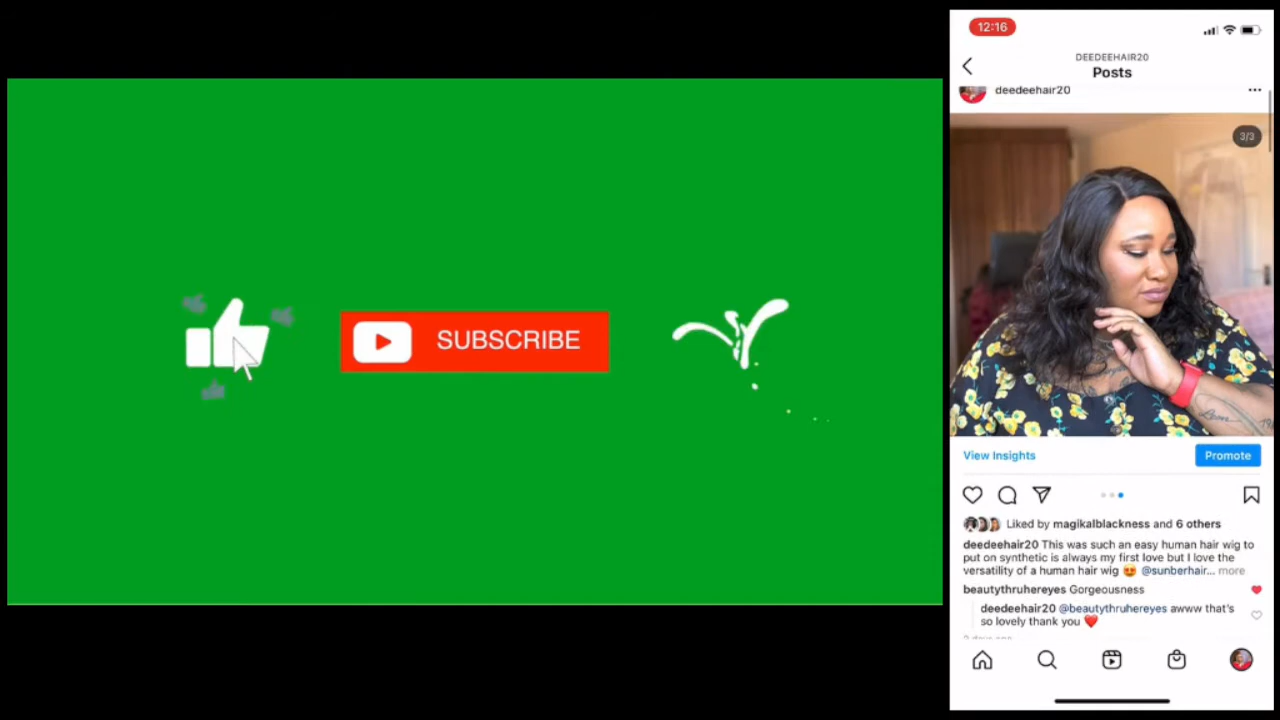 SUBSCRIBE
12:16
DEEDEEHAIR20
Posts
deedeehair20
3/3
View Insights
Promote
Liked by magikalblackness and 6 others
deedeehair20 This was such an easy human hair wig to
put on synthetic is always my first love but I love the
versatility of a human hair wig 😍 @sunberhair... more
beautythruhereyes Gorgeousness
deedeehair20 @beautythruhereyes awww that's
so lovely thank you ❤️